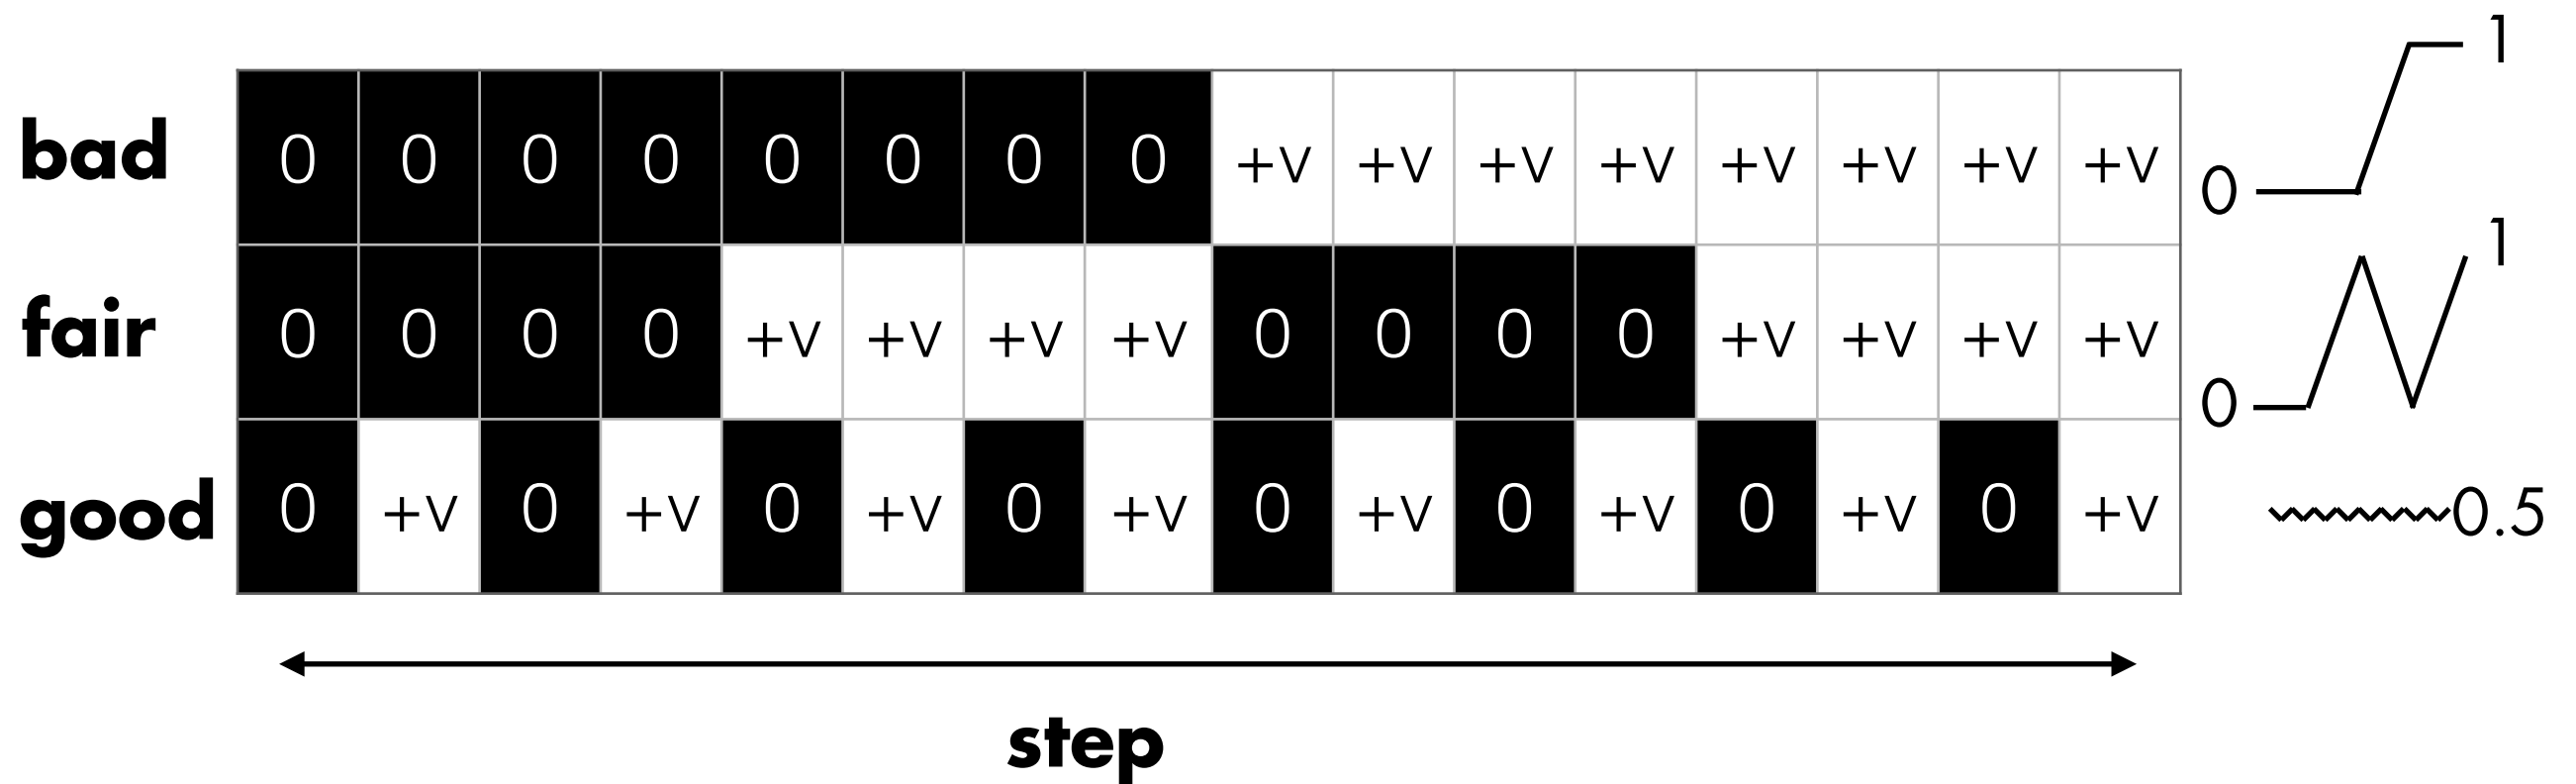 1
bad 0 0 0 0 0 0 0 0 +V +V +V +V +V +V +V +V 0
1
fair 0 0 0 0 +V +V +V +V 0 0 0 0 +V +V +V +V 0
good 0 +V 0 +V 0 +V 0 +V 0 +V 0 +V 0 +V 0 +V 0.5
step